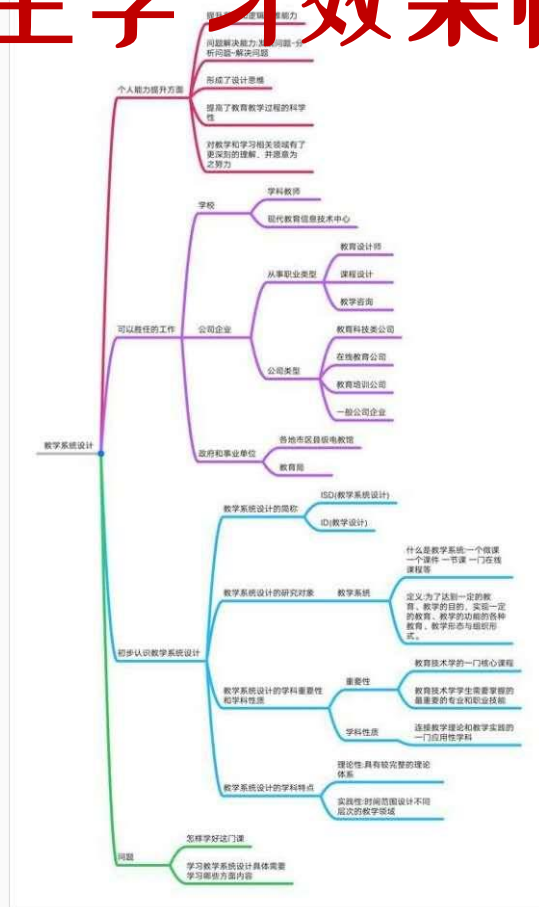 生学习效果
个人能力提升方面
问题解决能力:发现问题-分
析问题-解决问题
形成了设计思维
提高了教育教学过程的科学
性
对教学和学习相关领域有了
更深刻的理解、并愿意为
之努力
可以胜任的工作
学校
学科教师
现代教育信息技术中心
公司企业
从事职业类型
教育设计师
课程设计
教学咨询
公司类型
教育科技类公司
在线教育公司
教育培训公司
一般公司企业
政府和事业单位
各地市区县级电教馆
教育局
教学系统设计
初步认识教学系统设计
教学系统设计的简称
ISD(教学系统设计)
ID(教学设计)
教学系统设计的研究对象
教学系统
什么是教学系统:一个微课
一个课件 一节课 一门在线
课程等
定义:为了达到一定的教
育、教学的目的、实现一定
的教育、教学的功能的各种
教育、教学形态与组织形
式。
教学系统设计的学科重要性
和学科性质
重要性
教育技术学的一门核心课程
教育技术学学生需要掌握的
最重要的专业和职业技能
学科性质
连接教学理论和教学实践的
一门应用性学科
教学系统设计的学科特点
理论性:具有较完整的理论
体系
实践性:时间范围设计不同
层次的教学领域
问题
怎样学好这门课
学习教学系统设计具体需要
学习哪些方面内容